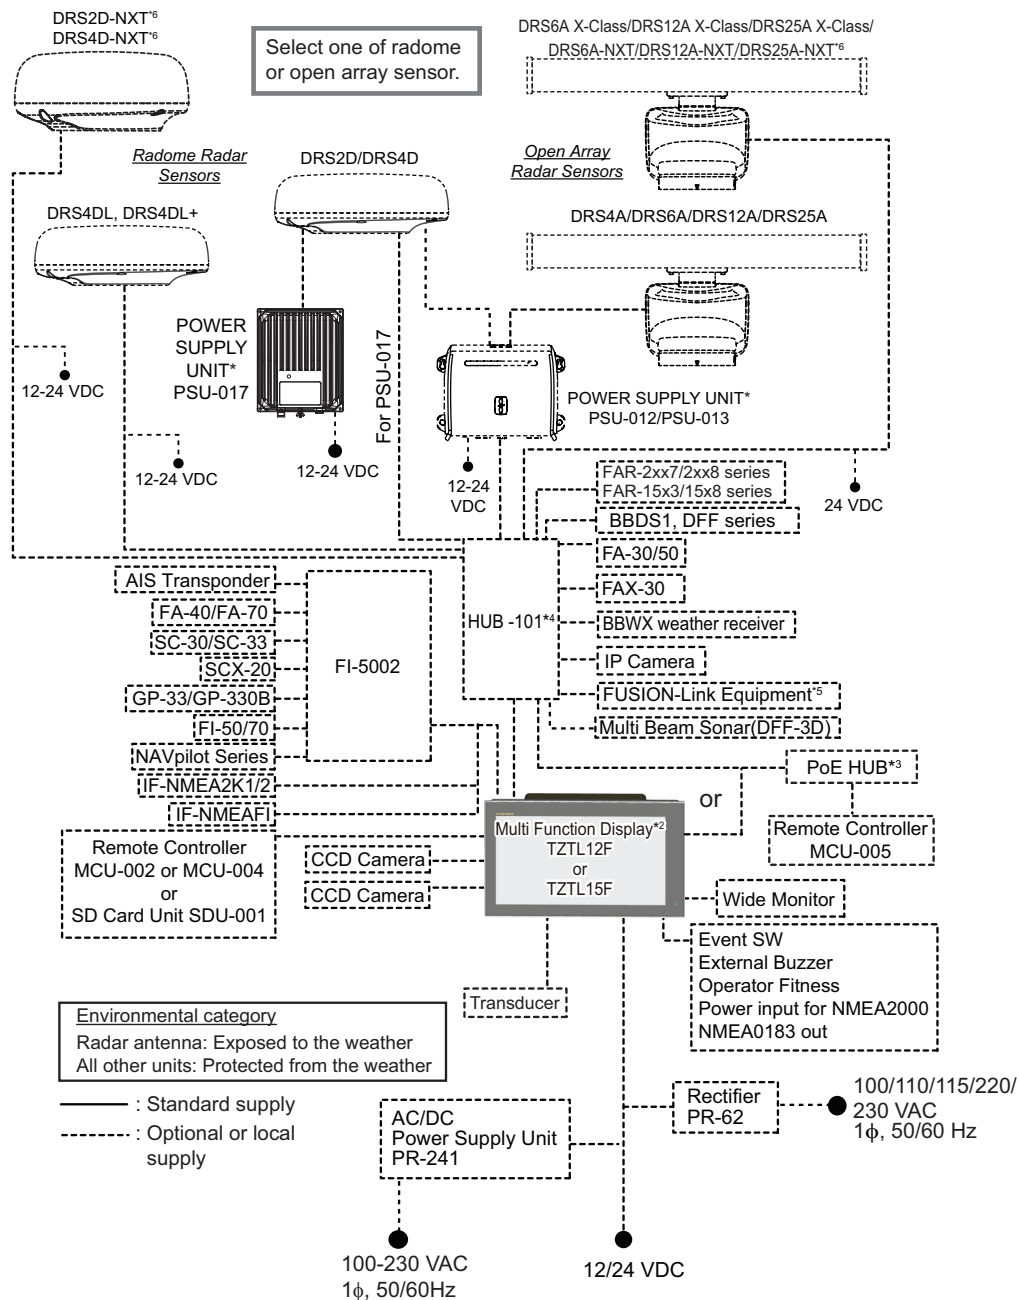 DRS2D-NXT*6
DRS4D-NXT*6
Select one of radome
or open array sensor.
DRS6A X-Class/DRS12A X-Class/DRS25A X-Class/
DRS6A-NXT/DRS12A-NXT/DRS25A-NXT*6
Radome Radar
Sensors
DRS2D/DRS4D
Open Array
Radar Sensors
DRS4DL, DRS4DL+
DRS4A/DRS6A/DRS12A/DRS25A
POWER
SUPPLY
UNIT*
PSU-017
For PSU-017
12-24 VDC
POWER SUPPLY UNIT*
PSU-012/PSU-013
12-24 VDC
12-24 VDC
12-24
VDC
24 VDC
FAR-2xx7/2xx8 series
FAR-15x3/15x8 series
BBDS1, DFF series
FA-30/50
FAX-30
BBWX weather receiver
IP Camera
FUSION-Link Equipment*5
Multi Beam Sonar(DFF-3D)
HUB -101*4
AIS Transponder
FA-40/FA-70
SC-30/SC-33
SCX-20
GP-33/GP-330B
FI-50/70
NAVpilot Series
IF-NMEA2K1/2
IF-NMEAFI
FI-5002
PoE HUB*3
or
Remote Controller
MCU-005
Multi Function Display*2
TZTL12F
or
TZTL15F
Remote Controller
MCU-002 or MCU-004
or
SD Card Unit SDU-001
CCD Camera
CCD Camera
Wide Monitor
Event SW
External Buzzer
Operator Fitness
Power input for NMEA2000
NMEA0183 out
Transducer
Environmental category
Radar antenna: Exposed to the weather
All other units: Protected from the weather
: Standard supply
: Optional or local
supply
AC/DC
Power Supply Unit
PR-241
Rectifier
PR-62
100/110/115/220/
230 VAC
1ϕ, 50/60 Hz
100-230 VAC
1ϕ, 50/60Hz
12/24 VDC